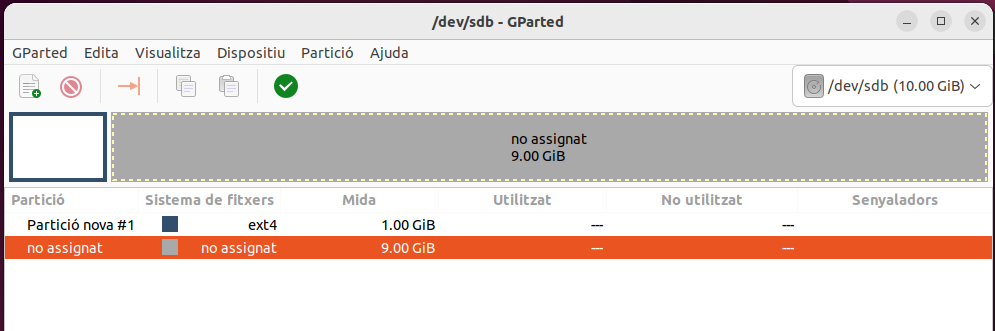 /dev/sdb - GParted
GParted Edita Visualitza Dispositiu Partició Ajuda
/dev/sdb (10.00 GiB)
no assignat
9.00 GiB
Partició Sistema de fitxers Mida Utilitzat No utilitzat Senyaladors
Partició nova #1 ext4 1.00 GiB --- ---
no assignat no assignat 9.00 GiB --- ---